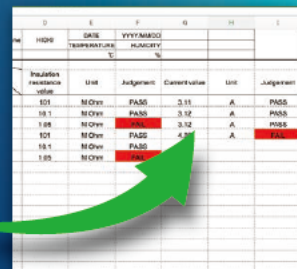 D E F G H I
HIOKI DATE YYYY/MM/DD
TEMPERATURE HUMIDITY
℃ %
Insulation resistance value Unit Judgement Current value Unit Judgement
101 M Ohm PASS 3.11 A PASS
10.1 M Ohm PASS 3.12 A PASS
1.05 M Ohm FAIL 3.12 A PASS
101 M Ohm PASS A FAIL
10.1 M Ohm PASS
1.05 M Ohm FAIL